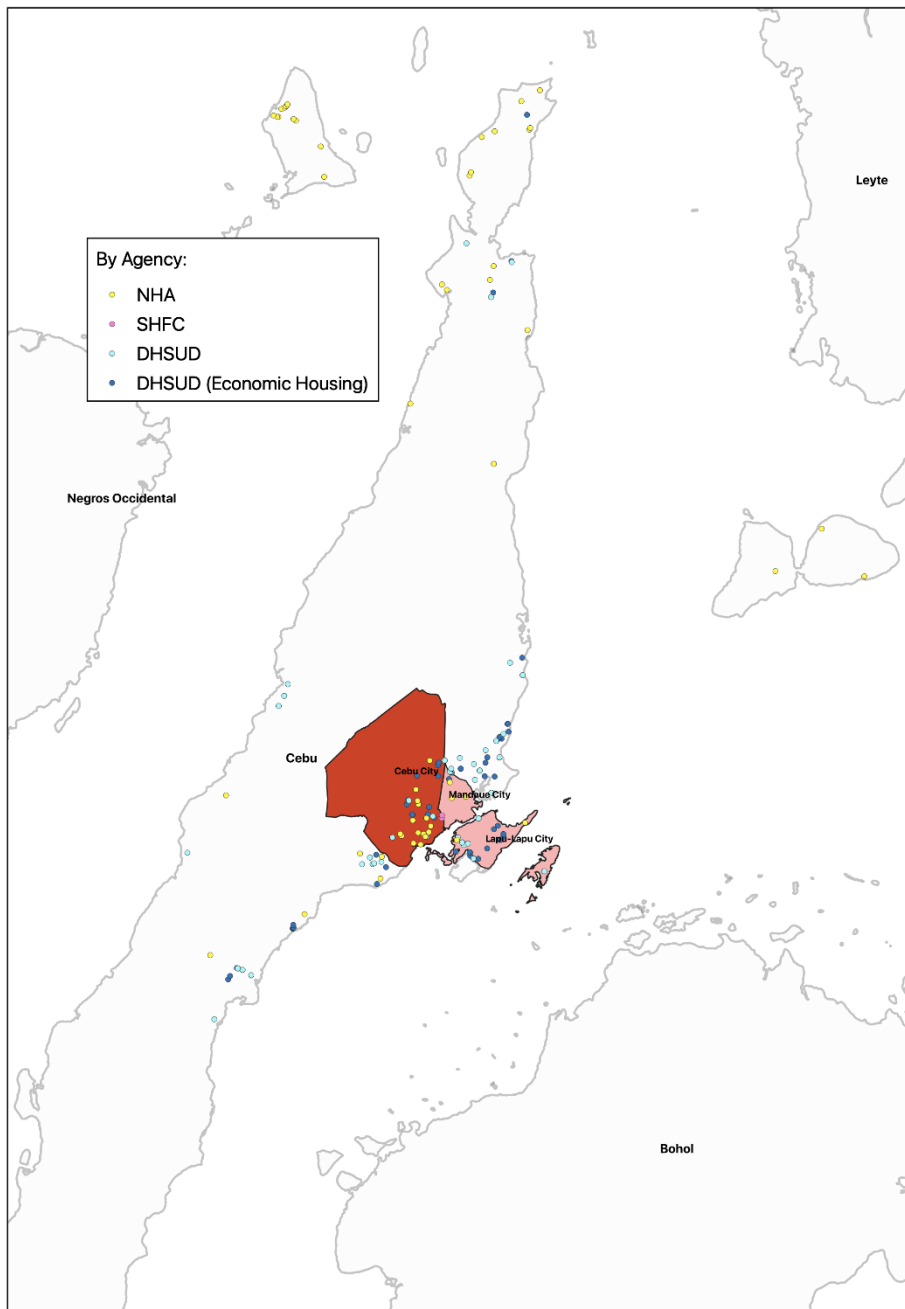 Leyte
By Agency:
NHA
SHFC
DHSUD
DHSUD (Economic Housing)
Negros Occidental
Cebu
Cebu City
Mandaue City
Lapu-Lapu City
Bohol